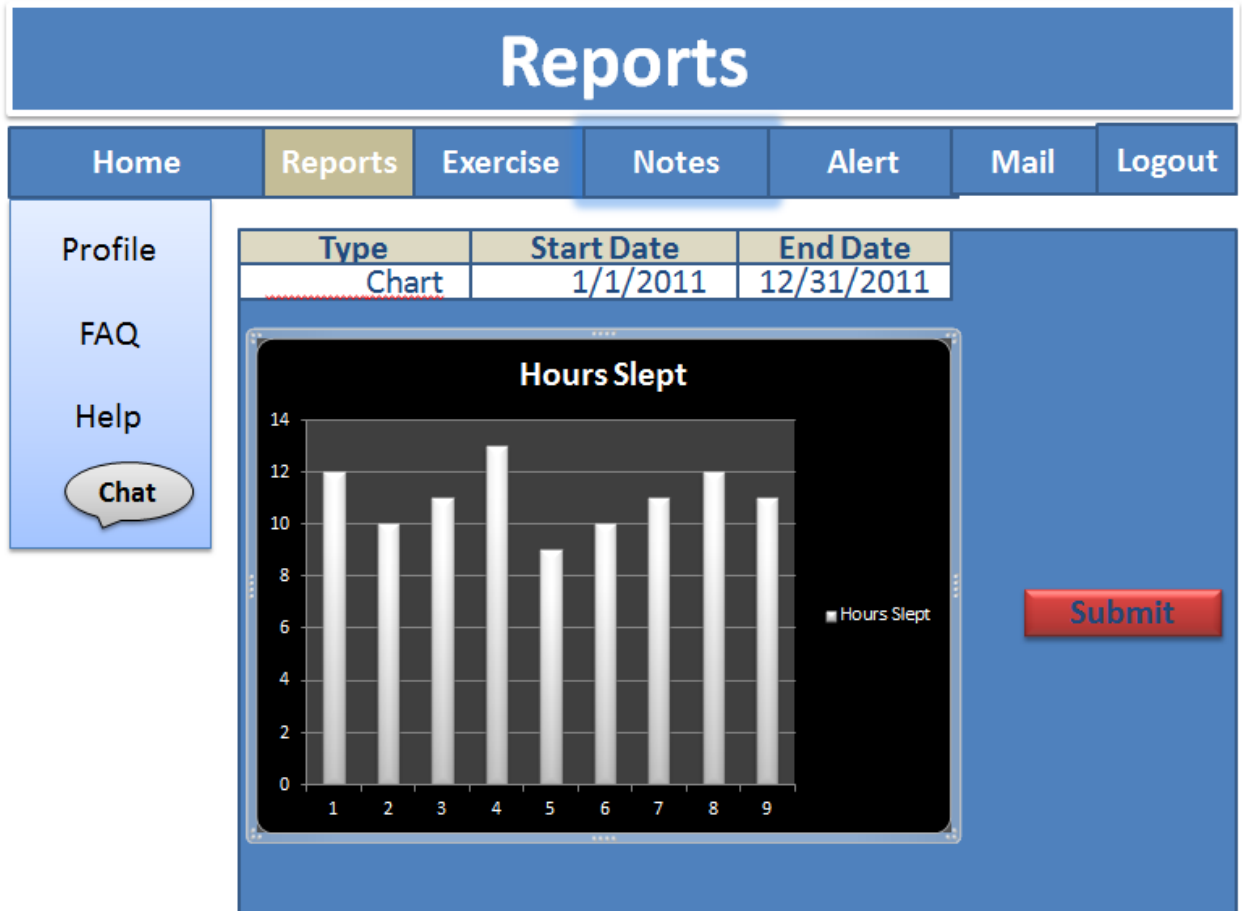 Reports
Home Reports Exercise Notes Alert Mail Logout
Profile
FAQ
Help
Chat
Type Start Date End Date
Chart 1/1/2011 12/31/2011
Hours Slept
14
12
10
8
6
4
2
0
1 2 3 4 5 6 7 8 9
Hours Slept
Submit